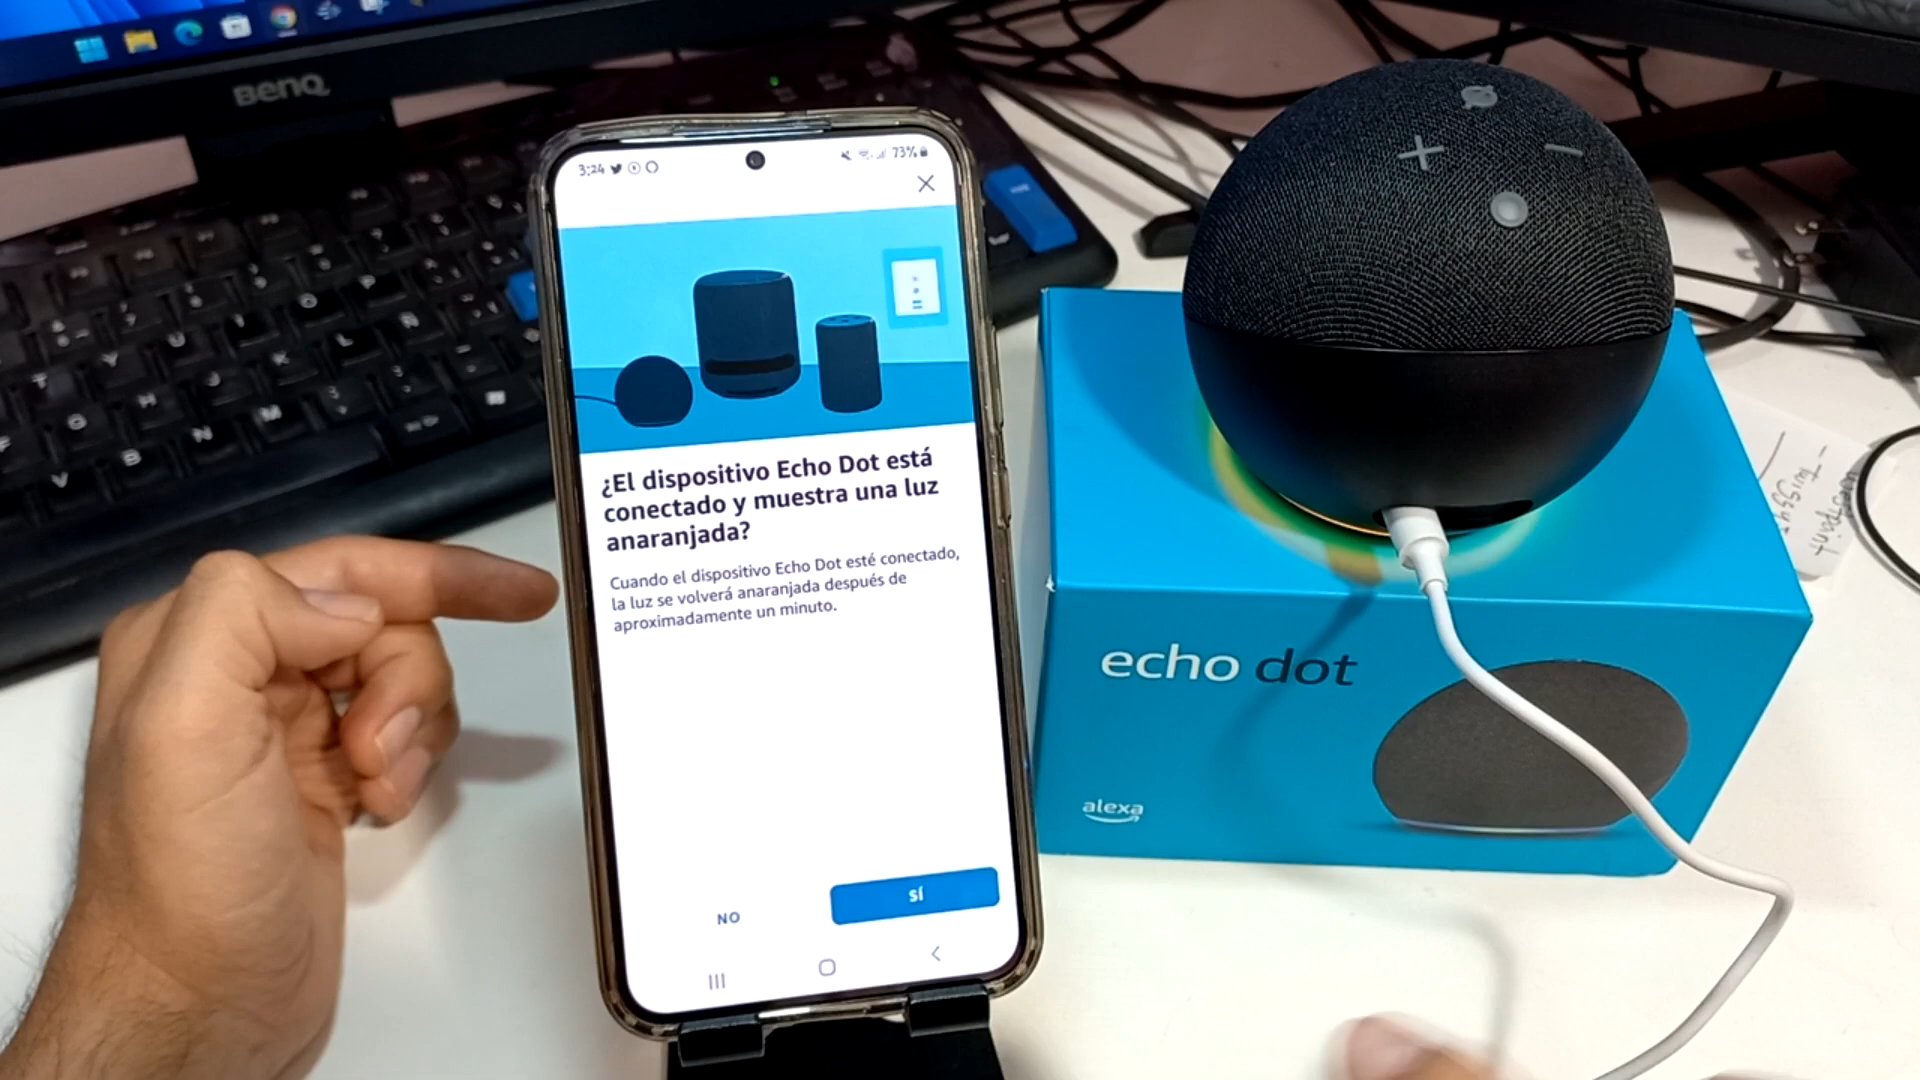 BenQ
3:24
73%
¿El dispositivo Echo Dot está
conectado y muestra una luz
anaranjada?
Cuando el dispositivo Echo Dot esté conectado,
la luz se volverá anaranjada después de
aproximadamente un minuto.
NO
SÍ
echo dot
alexa